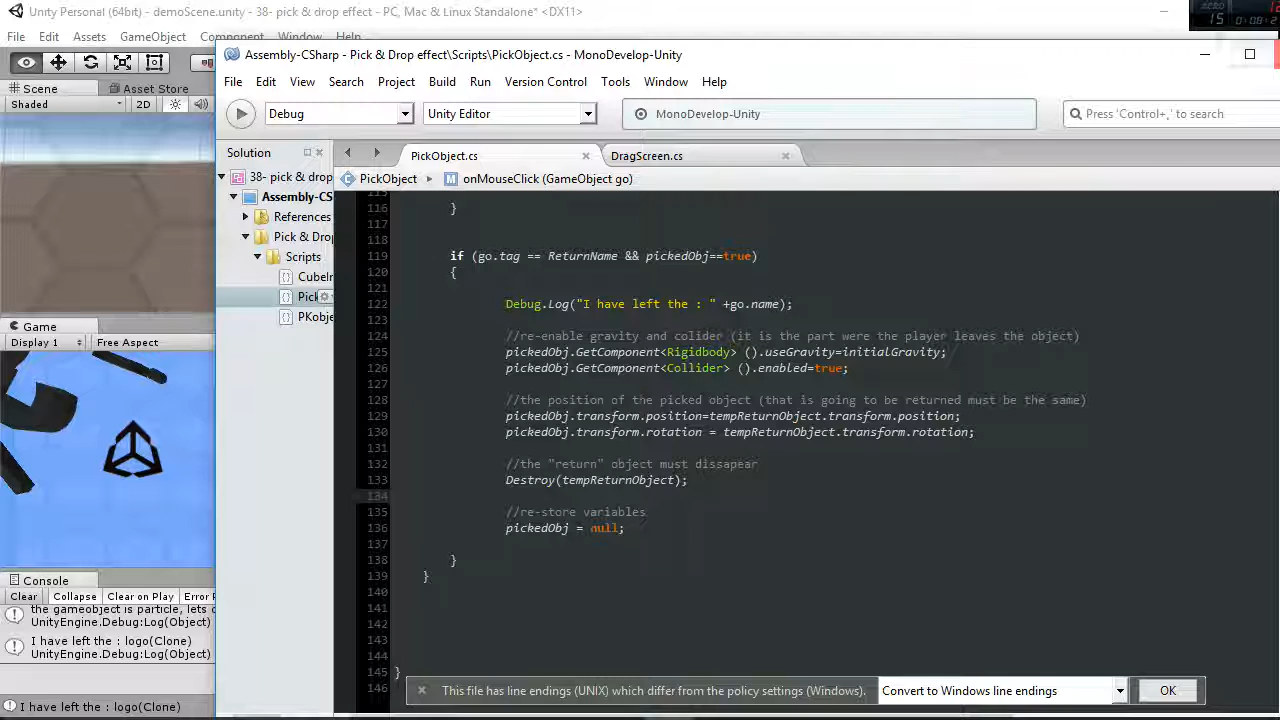 Unity Personal (64bit) - demoScene.unity - 38- pick & drop effect - PC, Mac & Linux Standalone* <DX11>
15
File Edit Assets GameObject Component Window Help
Assembly-CSharp - Pick & Drop effect\Scripts\PickObject.cs - MonoDevelop-Unity
File Edit View Search Project Build Run Version Control Tools Window Help
Scene Asset Store
Shaded 2D
Debug Unity Editor MonoDevelop-Unity Press 'Control+,' to search
Solution
PickObject.cs DragScreen.cs
38- pick & drop
PickObject onMouseClick (GameObject go)
Assembly-CS
References
Pick & Drop
Scripts
CubeIn
Pick
PKobje
Game
Display 1 Free Aspect
115
116 }
117
118
119 if (go.tag == ReturnName && pickedObj==true)
120 {
121
122 Debug.Log("I have left the : " +go.name);
123
124 //re-enable gravity and colider (it is the part were the player leaves the object)
125 pickedObj.GetComponent<Rigidbody> ().useGravity=initialGravity;
126 pickedObj.GetComponent<Collider> ().enabled=true;
127
128 //the position of the picked object (that is going to be returned must be the same)
129 pickedObj.transform.position=tempReturnObject.transform.position;
130 pickedObj.transform.rotation = tempReturnObject.transform.rotation;
131
132 //the "return" object must dissapear
133 Destroy(tempReturnObject);
134
135 //re-store variables
136 pickedObj = null;
137
138 }
139 }
140
141
142
143
144
145 }
146
Console
Clear Collapse Clear on Play Error P
The gameobject is particle, lets
UnityEngine.Debug:Log(Object)
I have left the : logo(Clone)
UnityEngine.Debug:Log(Object)
I have left the : logo(Clone)
This file has line endings (UNIX) which differ from the policy settings (Windows). Convert to Windows line endings OK